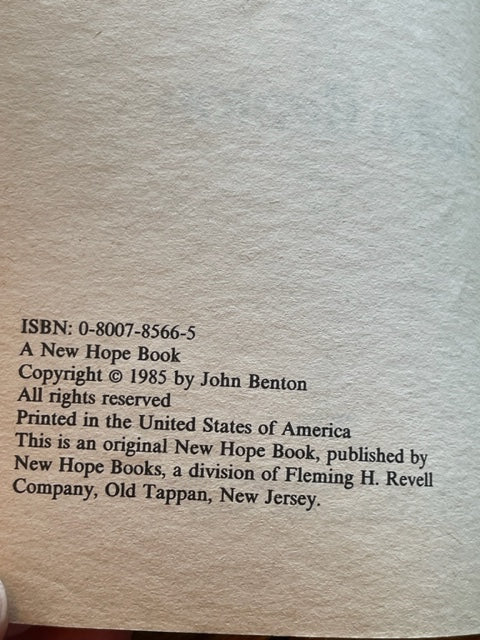 ISBN: 0-8007-8566-5
A New Hope Book
Copyright © 1985 by John Benton
All rights reserved
Printed in the United States of America
This is an original New Hope Book, published by
New Hope Books, a division of Fleming H. Revell
Company, Old Tappan, New Jersey.